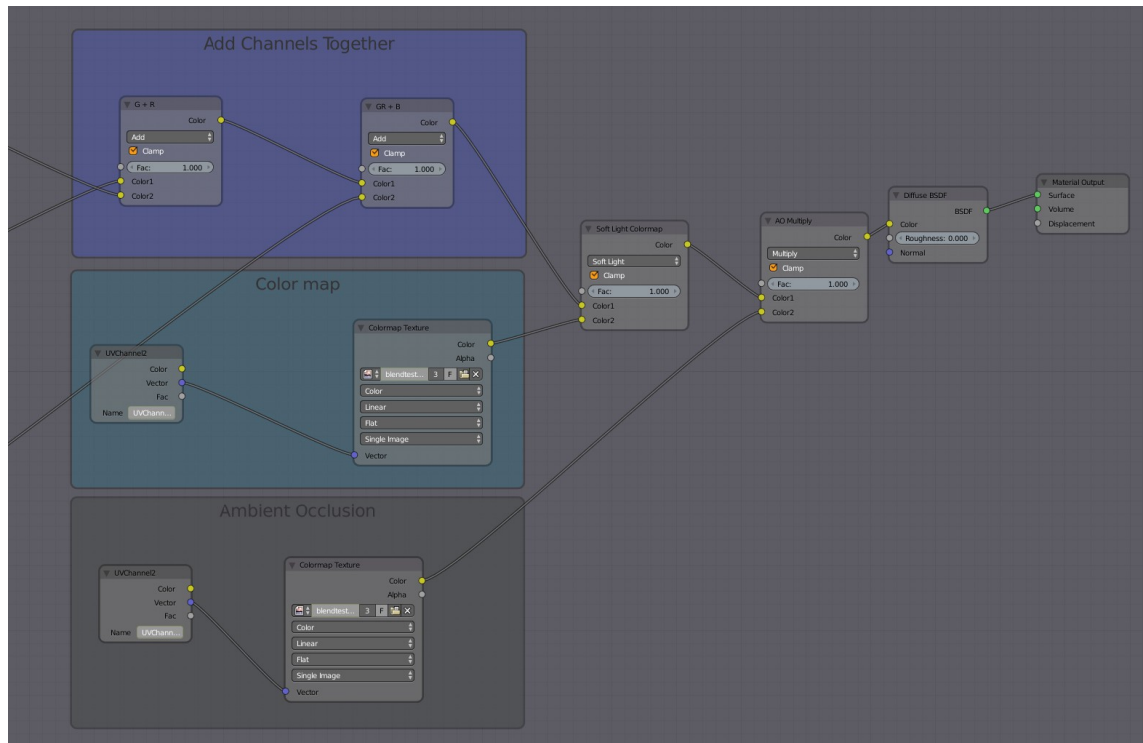 Add Channels Together
G + R
Color
Add
Clamp
Fac: 1.000
Color1
Color2
GR + B
Color
Add
Clamp
Fac: 1.000
Color1
Color2
Color map
UVChannel2
Color
Vector
Fac
Name UVChann...
Colormap Texture
Color
Alpha
blendtest... 3 F
Color
Linear
Flat
Single Image
Vector
Ambient Occlusion
UVChannel2
Color
Vector
Fac
Name UVChann...
Colormap Texture
Color
Alpha
blendtest... 3 F
Color
Linear
Flat
Single Image
Vector
Soft Light Colormap
Color
Soft Light
Clamp
Fac: 1.000
Color1
Color2
AO Multiply
Color
Multiply
Clamp
Fac: 1.000
Color1
Color2
Diffuse BSDF
BSDF
Color
Roughness: 0.000
Normal
Material Output
Surface
Volume
Displacement